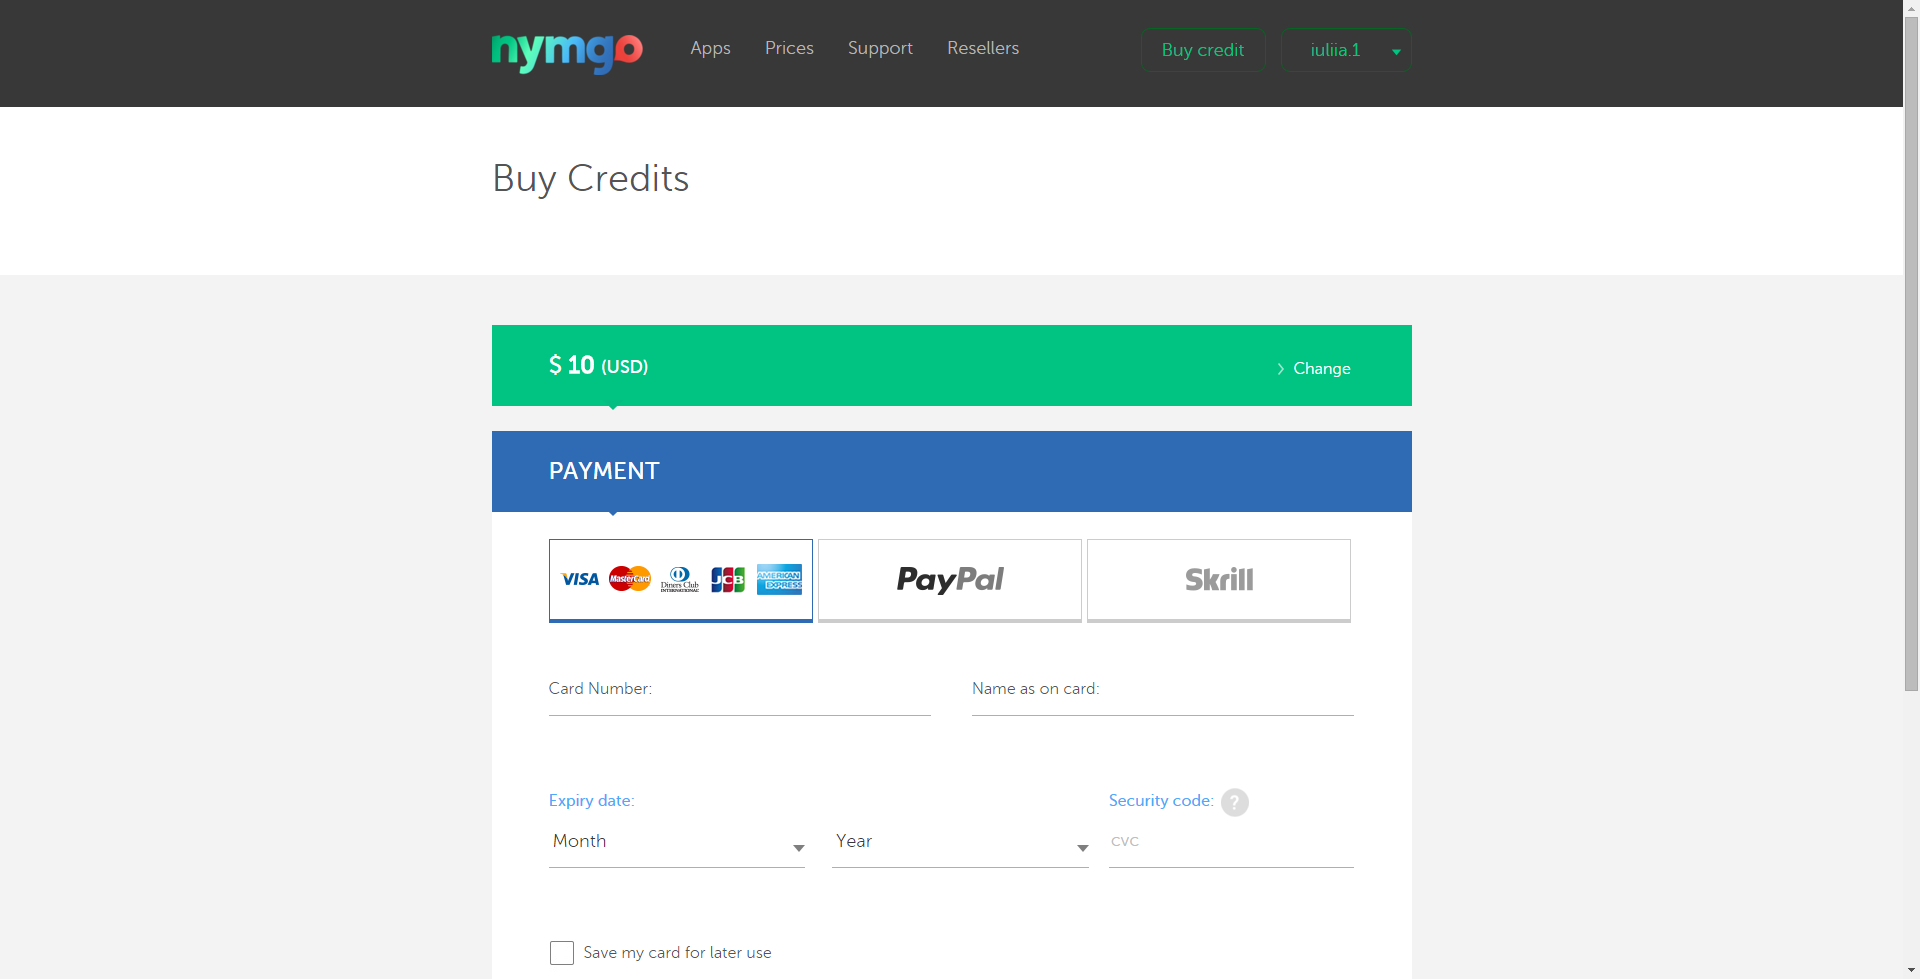 nymgo Apps Prices Support Resellers Buy credit iuliia.1
Buy Credits
$ 10 (USD) Change
PAYMENT
VISA MasterCard Diners Club INTERNATIONAL JCB AMERICAN EXPRESS PayPal Skrill
Card Number: Name as on card:
Expiry date: Security code: ?
Month Year CVC
Save my card for later use